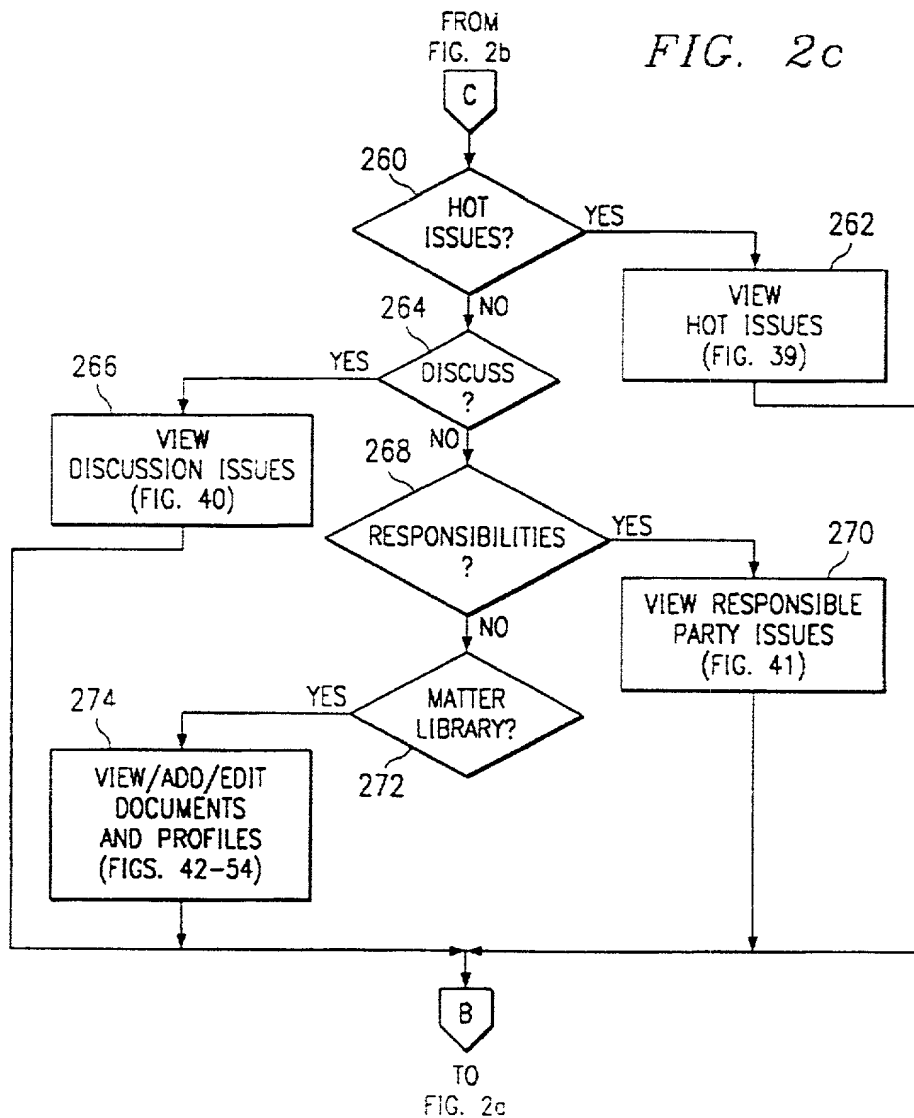 FROM
FIG. 2b
FIG. 2c
C
260
HOT
ISSUES?
YES
262
VIEW
HOT ISSUES
(FIG. 39)
NO
264
DISCUSS
?
YES
266
VIEW
DISCUSSION ISSUES
(FIG. 40)
NO
268
RESPONSIBILITIES
?
YES
270
VIEW RESPONSIBLE
PARTY ISSUES
(FIG. 41)
NO
MATTER
LIBRARY?
272
YES
274
VIEW/ADD/EDIT
DOCUMENTS
AND PROFILES
(FIGS. 42-54)
B
TO
FIG. 2a